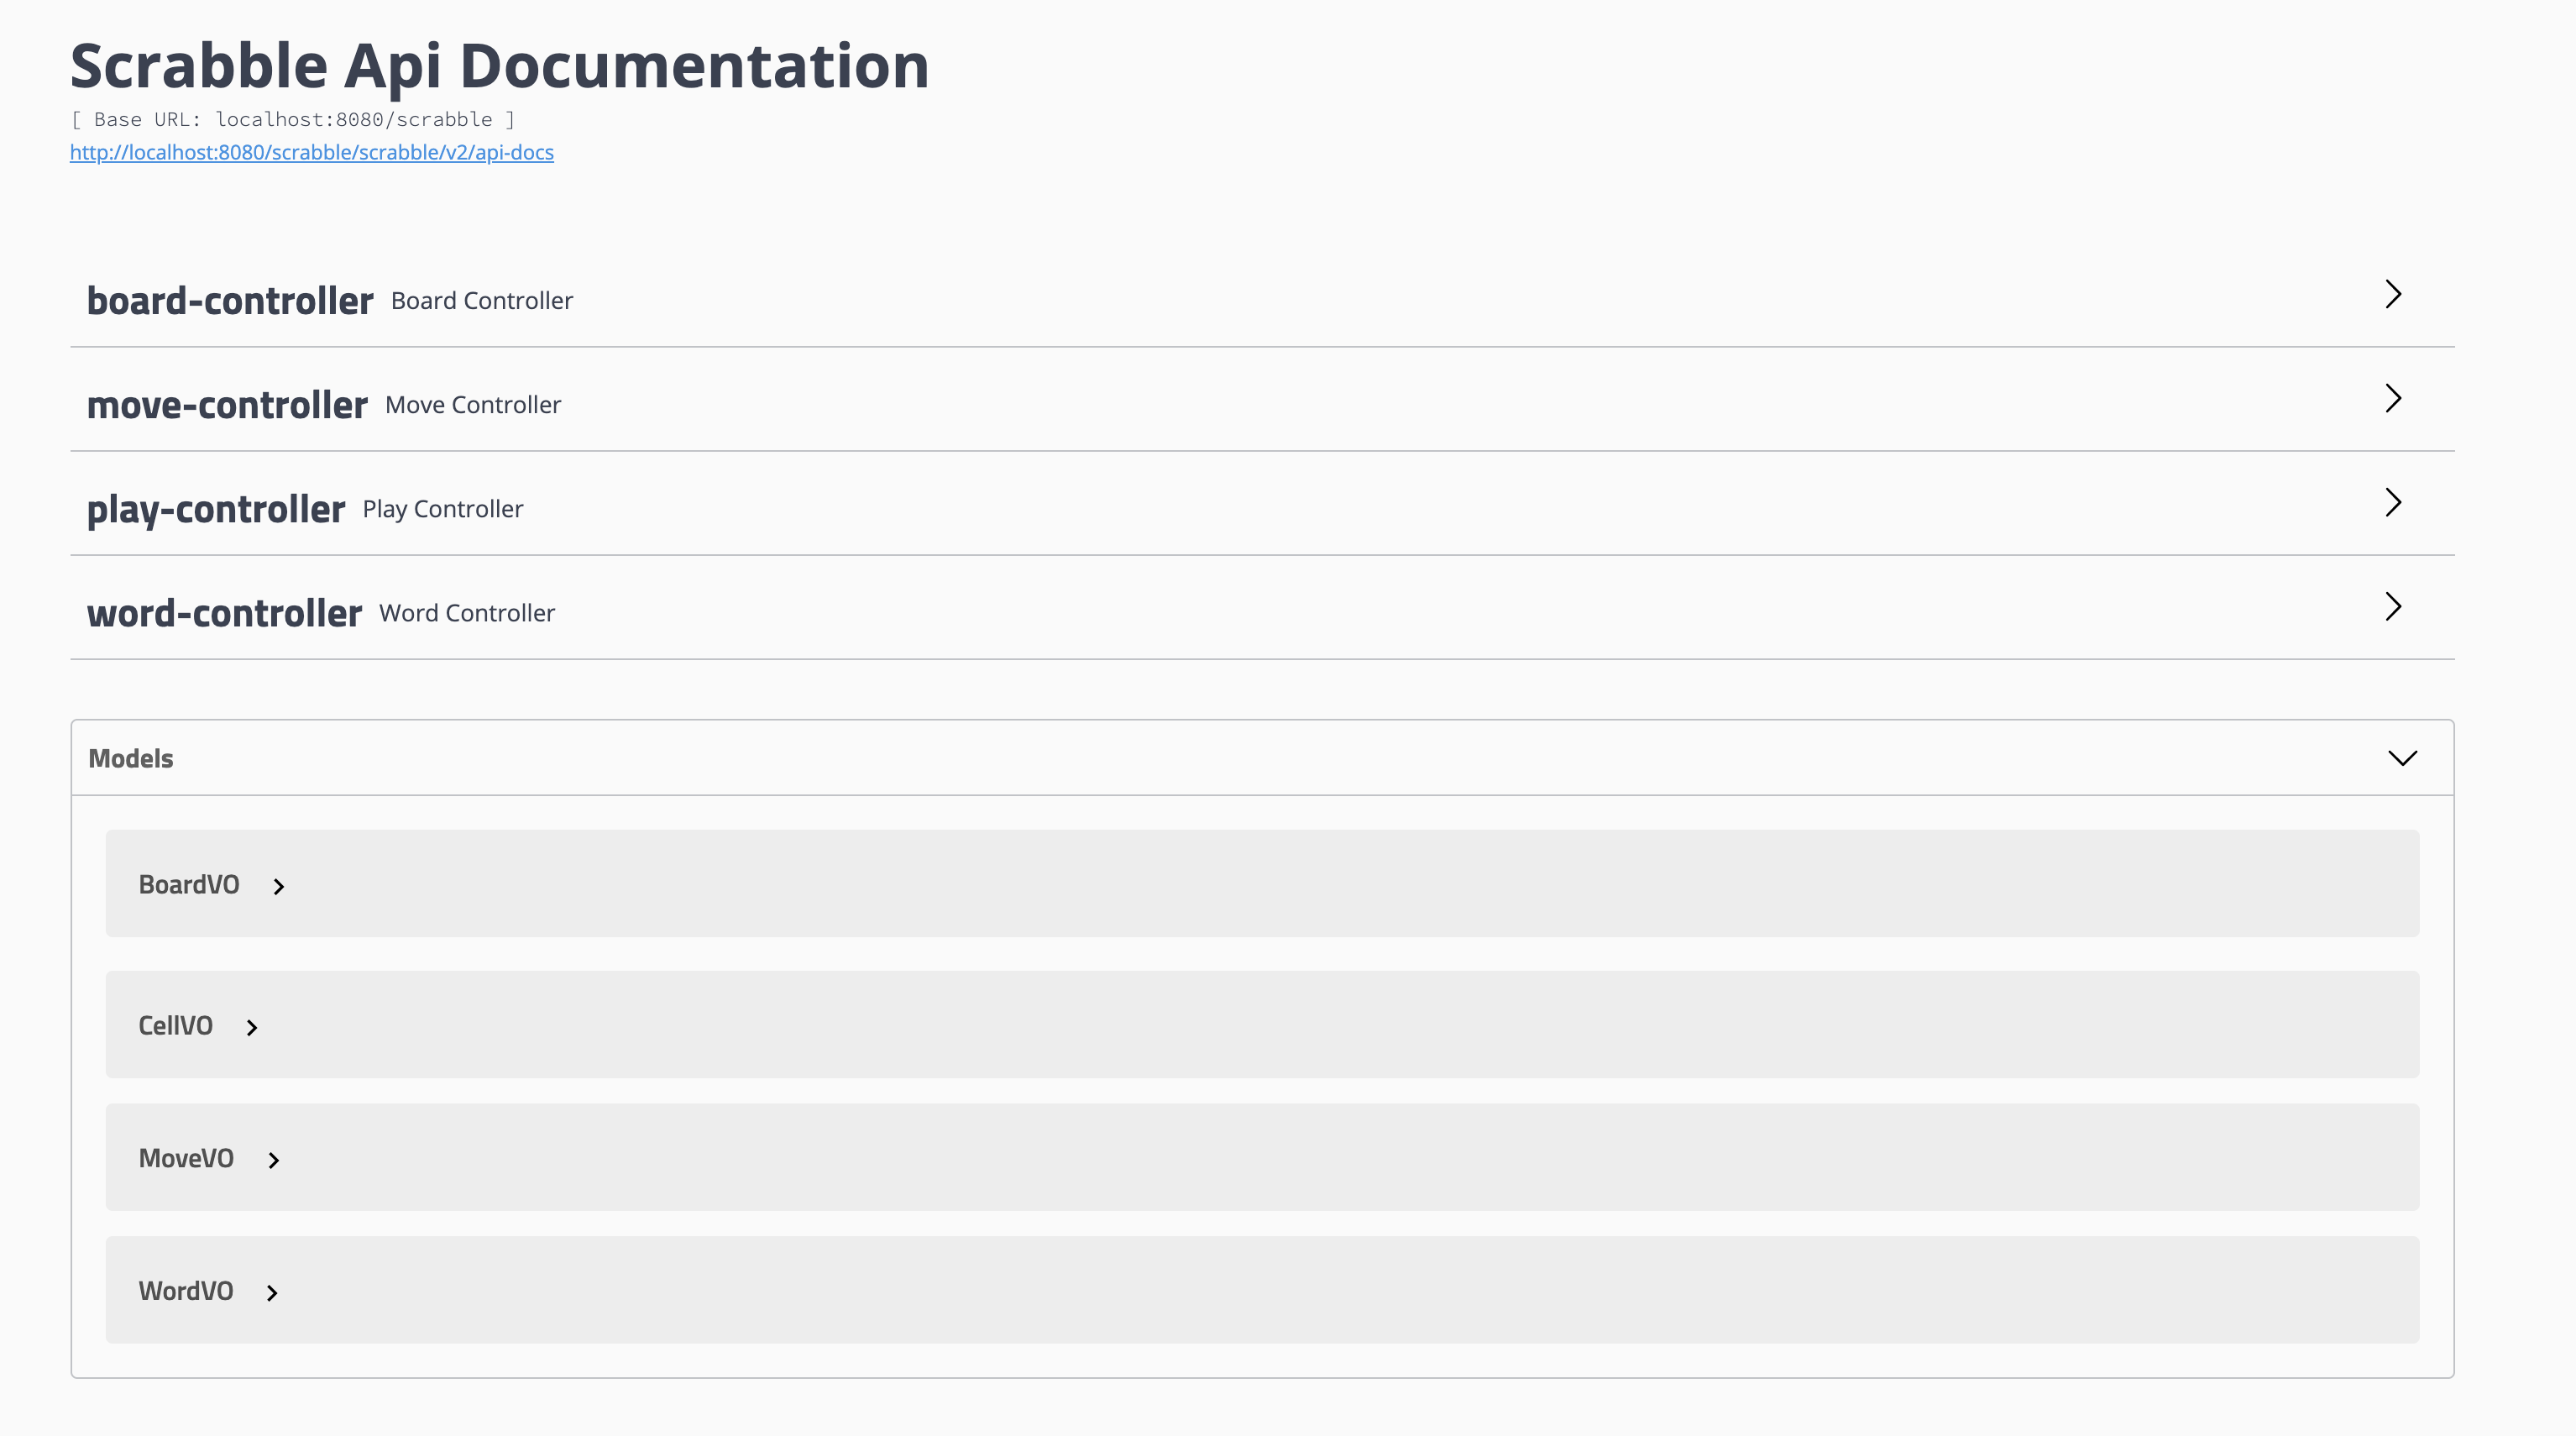 Scrabble Api Documentation
[ Base URL: localhost:8080/scrabble ]
http://localhost:8080/scrabble/scrabble/v2/api-docs
board-controller Board Controller
move-controller Move Controller
play-controller Play Controller
word-controller Word Controller
Models
BoardVO
CellVO
MoveVO
WordVO